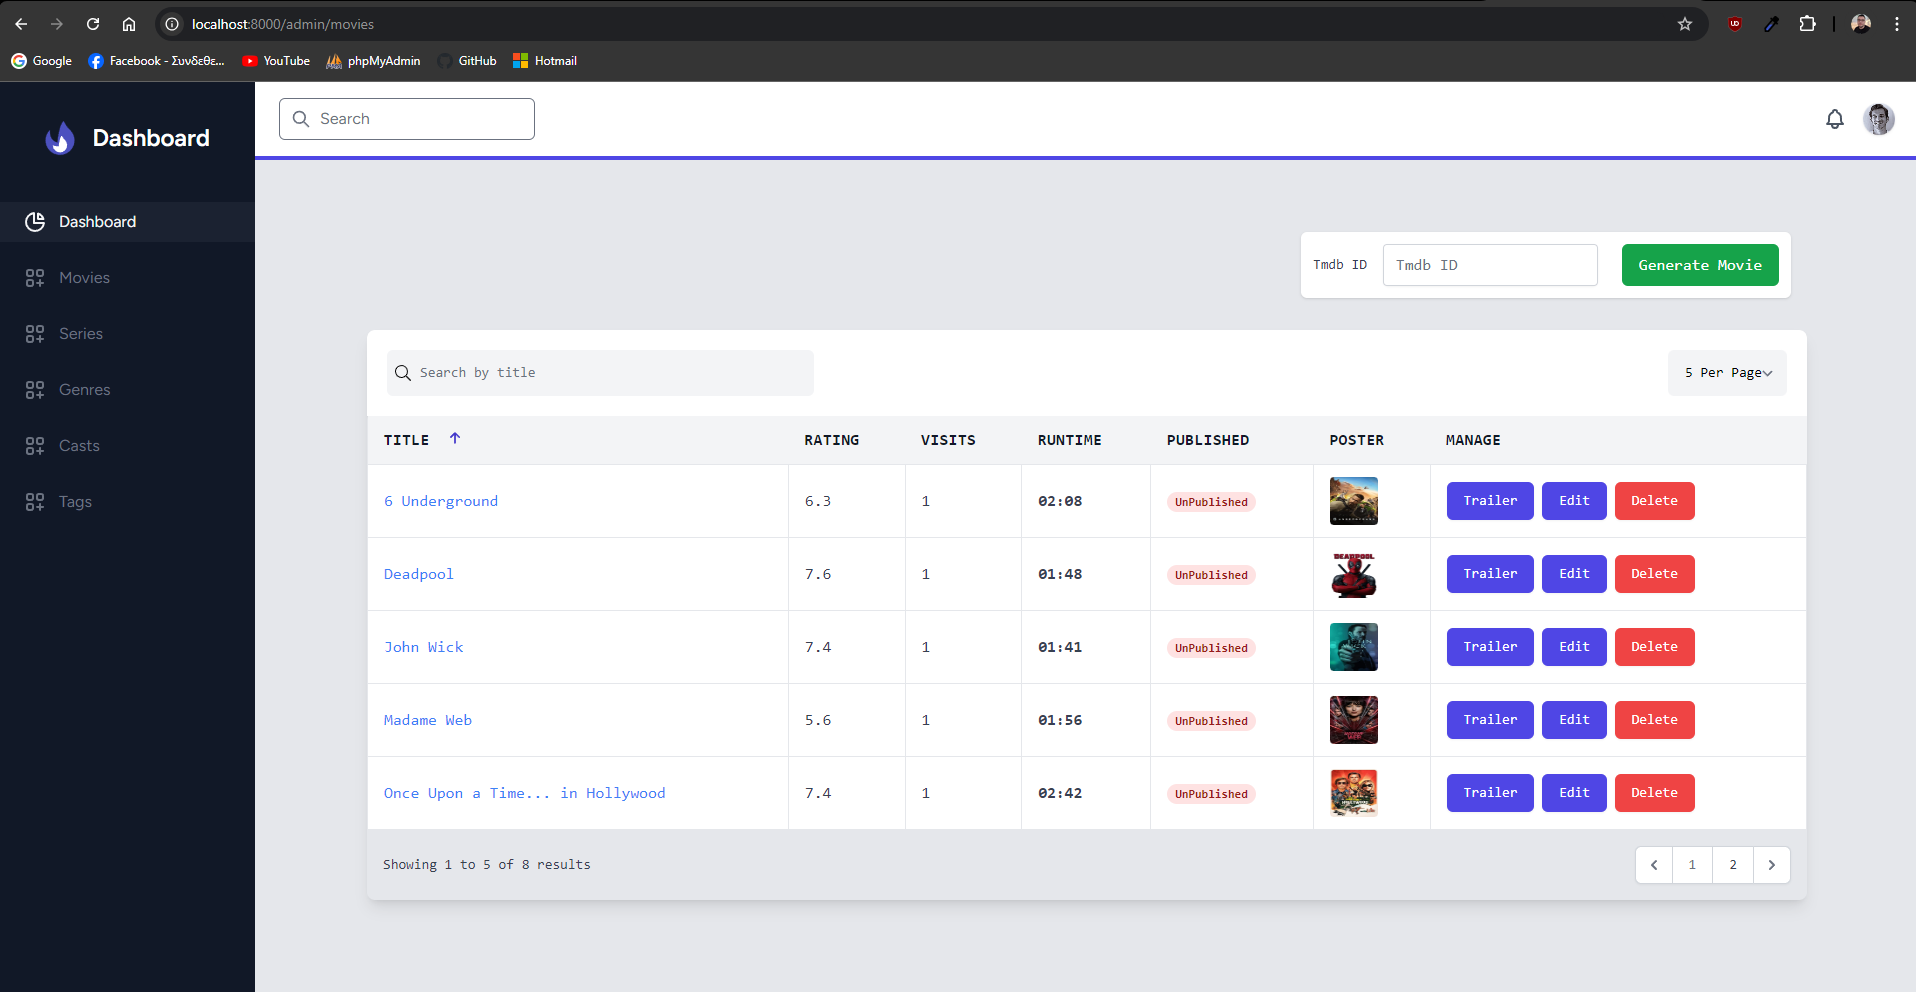 localhost:8000/admin/movies
Google Facebook - Συνδεθε... YouTube phpMyAdmin GitHub Hotmail
Dashboard
Search
Dashboard
Movies
Series
Genres
Casts
Tags
Tmdb ID Tmdb ID Generate Movie
Search by title 5 Per Page
TITLE RATING VISITS RUNTIME PUBLISHED POSTER MANAGE
6 Underground 6.3 1 02:08 UnPublished Trailer Edit Delete
Deadpool 7.6 1 01:48 UnPublished DEADPOOL Trailer Edit Delete
John Wick 7.4 1 01:41 UnPublished Trailer Edit Delete
Madame Web 5.6 1 01:56 UnPublished Trailer Edit Delete
Once Upon a Time... in Hollywood 7.4 1 02:42 UnPublished Trailer Edit Delete
Showing 1 to 5 of 8 results 1 2